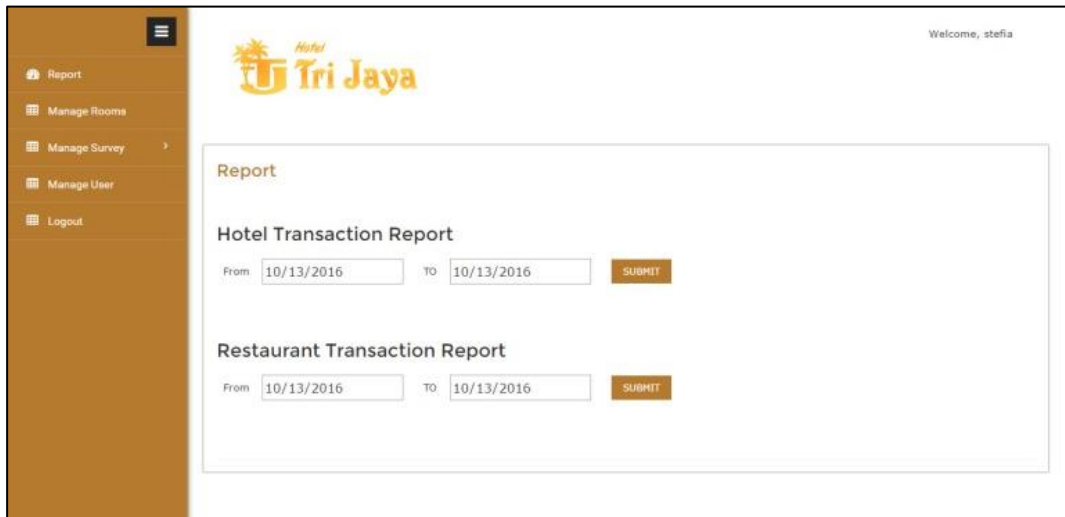 Report
Manage Rooms
Manage Survey
Manage User
Logout
Hotel
Tri Jaya
Welcome, stefia
Report
Hotel Transaction Report
From 10/13/2016 TO 10/13/2016 SUBMIT
Restaurant Transaction Report
From 10/13/2016 TO 10/13/2016 SUBMIT